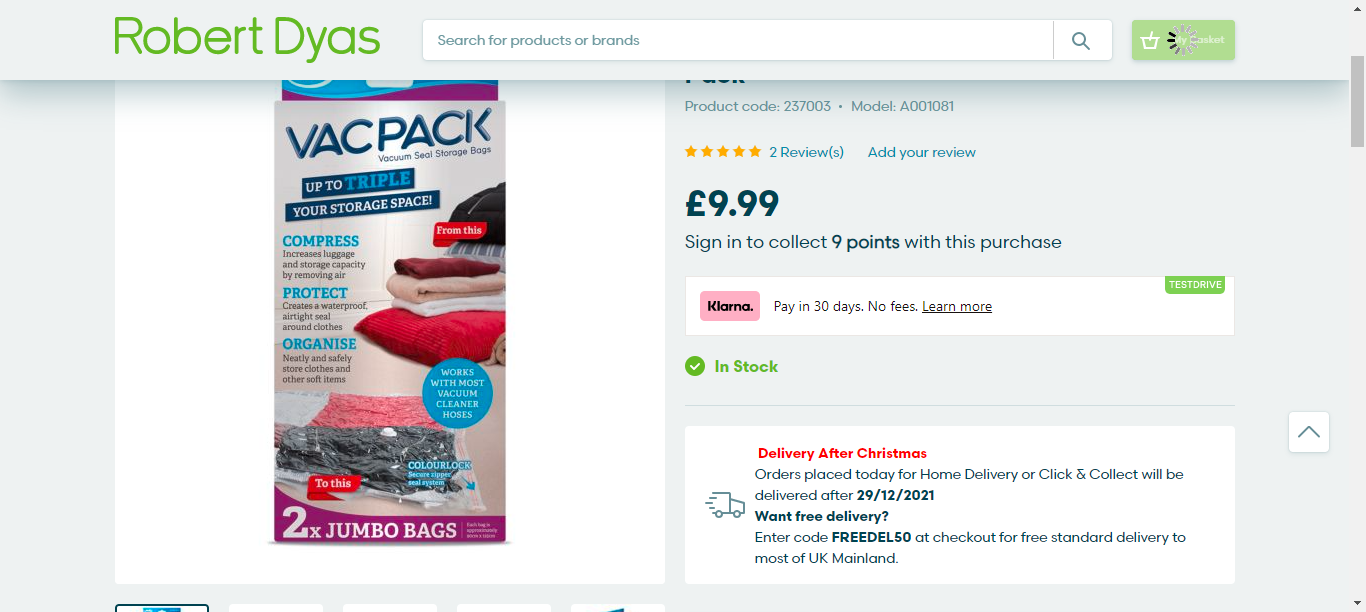 Robert Dyas
Search for products or brands
My Basket
Product code: 237003 • Model: A001081
2 Review(s) Add your review
£9.99
Sign in to collect 9 points with this purchase
TESTDRIVE
Klarna. Pay in 30 days. No fees. Learn more
In Stock
Delivery After Christmas
Orders placed today for Home Delivery or Click & Collect will be
delivered after 29/12/2021
Want free delivery?
Enter code FREEDEL50 at checkout for free standard delivery to
most of UK Mainland.
VACPACK
Vacuum Seal Storage Bags
UP TO TRIPLE
YOUR STORAGE SPACE!
From this
COMPRESS
Increases luggage
and storage capacity
by removing air
PROTECT
Creates a waterproof,
airtight seal
around clothes
ORGANISE
Neatly and safely
store clothes and
other soft items
WORKS
WITH MOST
VACUUM
CLEANER
HOSES
COLOURLOCK
Secure zipper
seal system
To this
2x JUMBO BAGS
Each bag is
approximately